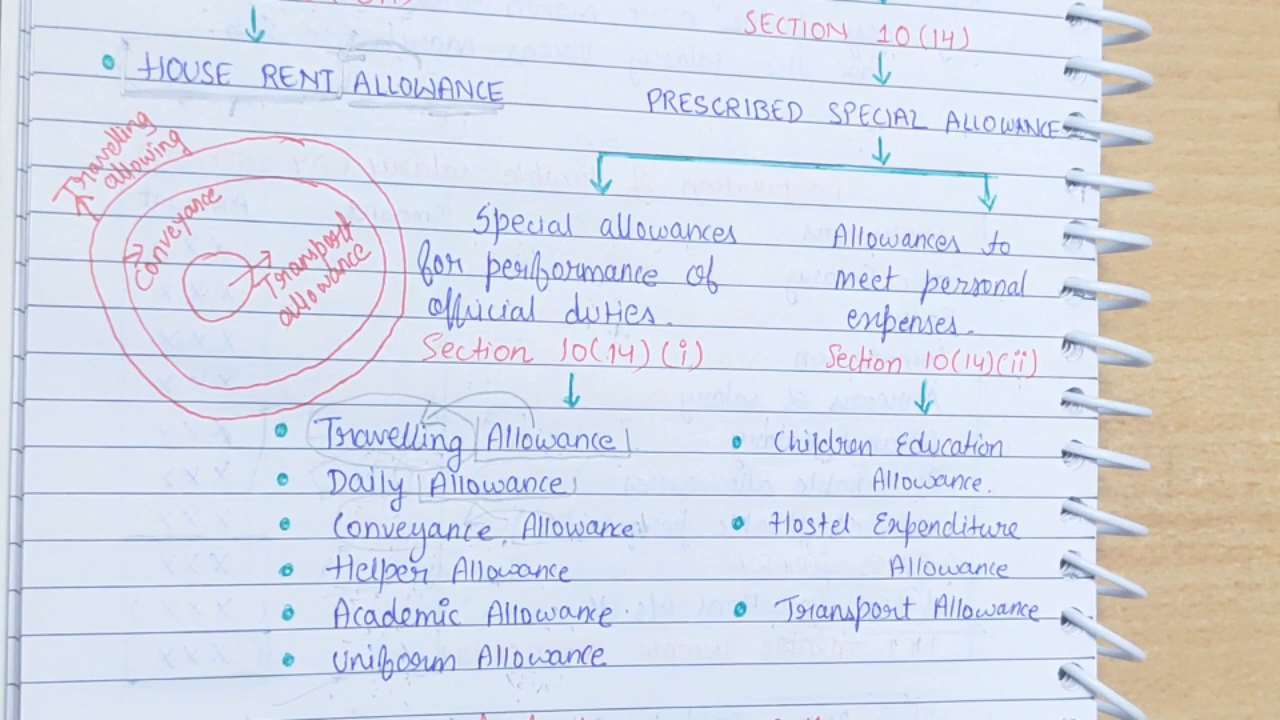 SECTION 10(14)
• HOUSE RENT ALLOWANCE
PRESCRIBED SPECIAL ALLOWANCE
Travelling
allowing
Conveyance
Transport
allowance
Special allowances
for performance of
official duties.
Section 10(14)(i)
Allowances to
meet personal
expenses.
Section 10(14)(ii)
• Travelling Allowance
• Daily Allowance
• Conveyance Allowance
• Helper Allowance
• Academic Allowance.
• Uniform Allowance
• Children Education
Allowance.
• Hostel Expenditure
Allowance
• Transport Allowance